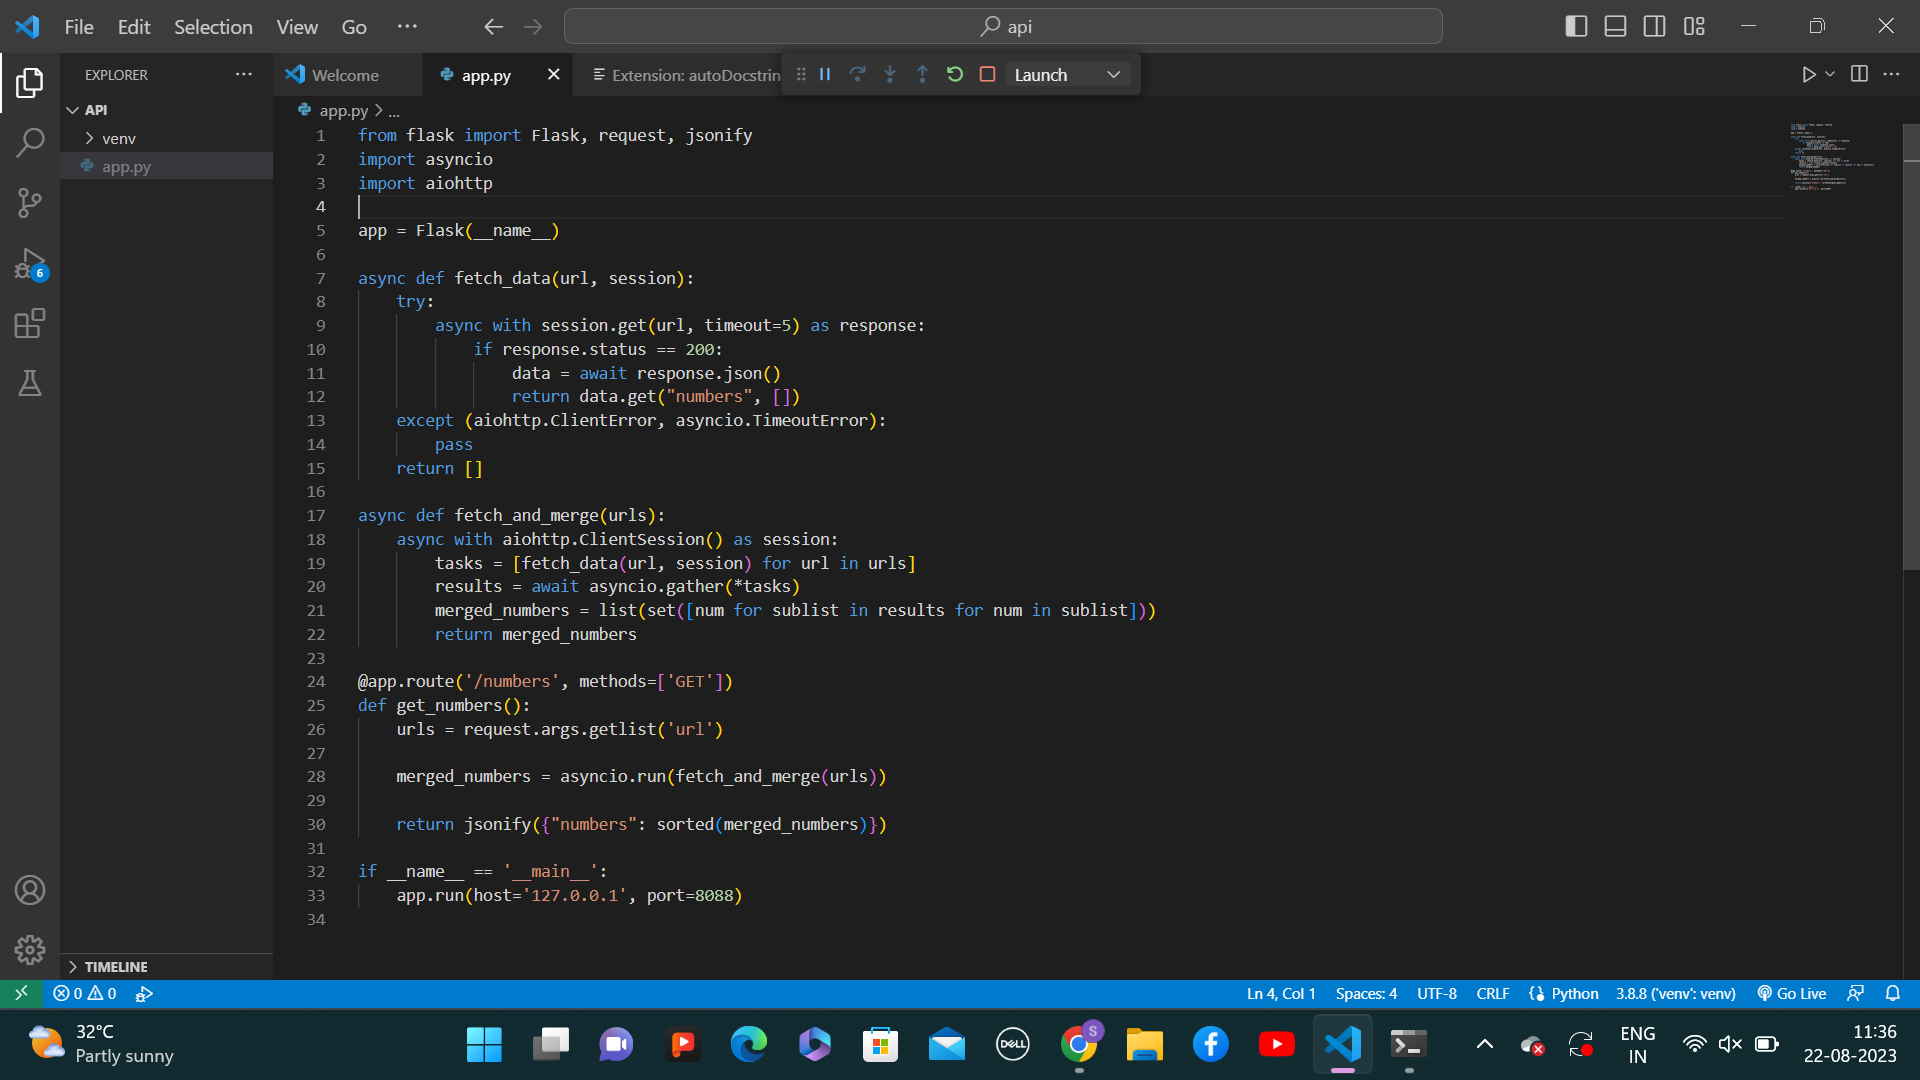 File Edit Selection View Go ··· api
EXPLORER ···
Welcome app.py Extension: autoDocstrin Launch
API
venv
app.py
app.py > ...
1 from flask import Flask, request, jsonify
2 import asyncio
3 import aiohttp
4
5 app = Flask(__name__)
6
7 async def fetch_data(url, session):
8 try:
9 async with session.get(url, timeout=5) as response:
10 if response.status == 200:
11 data = await response.json()
12 return data.get("numbers", [])
13 except (aiohttp.ClientError, asyncio.TimeoutError):
14 pass
15 return []
16
17 async def fetch_and_merge(urls):
18 async with aiohttp.ClientSession() as session:
19 tasks = [fetch_data(url, session) for url in urls]
20 results = await asyncio.gather(*tasks)
21 merged_numbers = list(set([num for sublist in results for num in sublist]))
22 return merged_numbers
23
24 @app.route('/numbers', methods=['GET'])
25 def get_numbers():
26 urls = request.args.getlist('url')
27
28 merged_numbers = asyncio.run(fetch_and_merge(urls))
29
30 return jsonify({"numbers": sorted(merged_numbers)})
31
32 if __name__ == '__main__':
33 app.run(host='127.0.0.1', port=8088)
34
6
TIMELINE
0 0 Ln 4, Col 1 Spaces: 4 UTF-8 CRLF Python 3.8.8 ('venv': venv) Go Live
32°C
Partly sunny
DELL
S
ENG
IN
11:36
22-08-2023